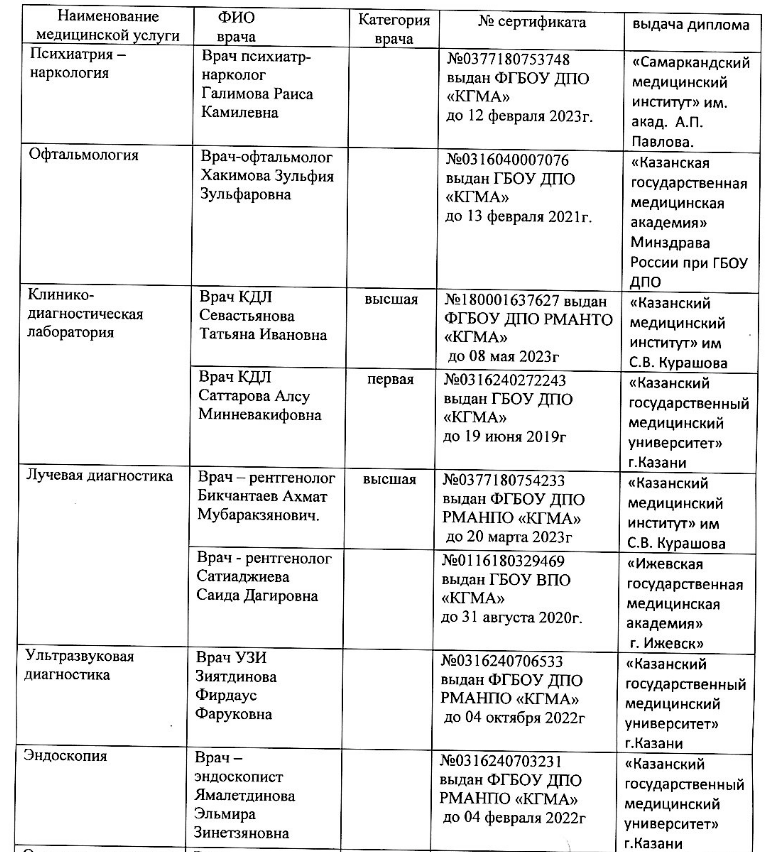 Наименование
медицинской услуги
ФИО
врача
Категория
врача
№ сертификата
выдача диплома
Психиатрия –
наркология
Врач психиатр-
нарколог
Галимова Раиса
Камилевна
№0377180753748
выдан ФГБОУ ДПО
«КГМА»
до 12 февраля 2023г.
«Самаркандский
медицинский
институт» им.
акад. А.П.
Павлова.
Офтальмология
Врач-офтальмолог
Хакимова Зульфия
Зульфаровна
№0316040007076
выдан ГБОУ ДПО
«КГМА»
до 13 февраля 2021г.
«Казанская
государственная
медицинская
академия»
Минздрава
России при ГБОУ
ДПО
Клинико-
диагностическая
лаборатория
Врач КДЛ
Севастьянова
Татьяна Ивановна
высшая
№180001637627 выдан
ФГБОУ ДПО РМАНТО
«КГМА»
до 08 мая 2023г
«Казанский
медицинский
институт» им
С.В. Курашова
Врач КДЛ
Саттарова Алсу
Минневакифовна
первая
№0316240272243
выдан ГБОУ ДПО
«КГМА»
до 19 июня 2019г
«Казанский
государственный
медицинский
университет»
г.Казани
Лучевая диагностика
Врач – рентгенолог
Бикчантаев Ахмат
Мубаракзянович.
высшая
№0377180754233
выдан ФГБОУ ДПО
РМАНПО «КГМА»
до 20 марта 2023г
«Казанский
медицинский
институт» им
С.В. Курашова
Врач - рентгенолог
Сатиаджиева
Саида Дагировна
№0116180329469
выдан ГБОУ ВПО
«КГМА»
до 31 августа 2020г.
«Ижевская
государственная
медицинская
академия»
г. Ижевск»
Ультразвуковая
диагностика
Врач УЗИ
Зиятдинова
Фирдаус
Фаруковна
№0316240706533
выдан ФГБОУ ДПО
РМАНПО «КГМА»
до 04 октября 2022г
«Казанский
государственный
медицинский
университет»
г.Казани
Эндоскопия
Врач –
эндоскопист
Ямалетдинова
Эльмира
Зинетзяновна
№0316240703231
выдан ФГБОУ ДПО
РМАНПО «КГМА»
до 04 февраля 2022г
«Казанский
государственный
медицинский
университет»
г.Казани